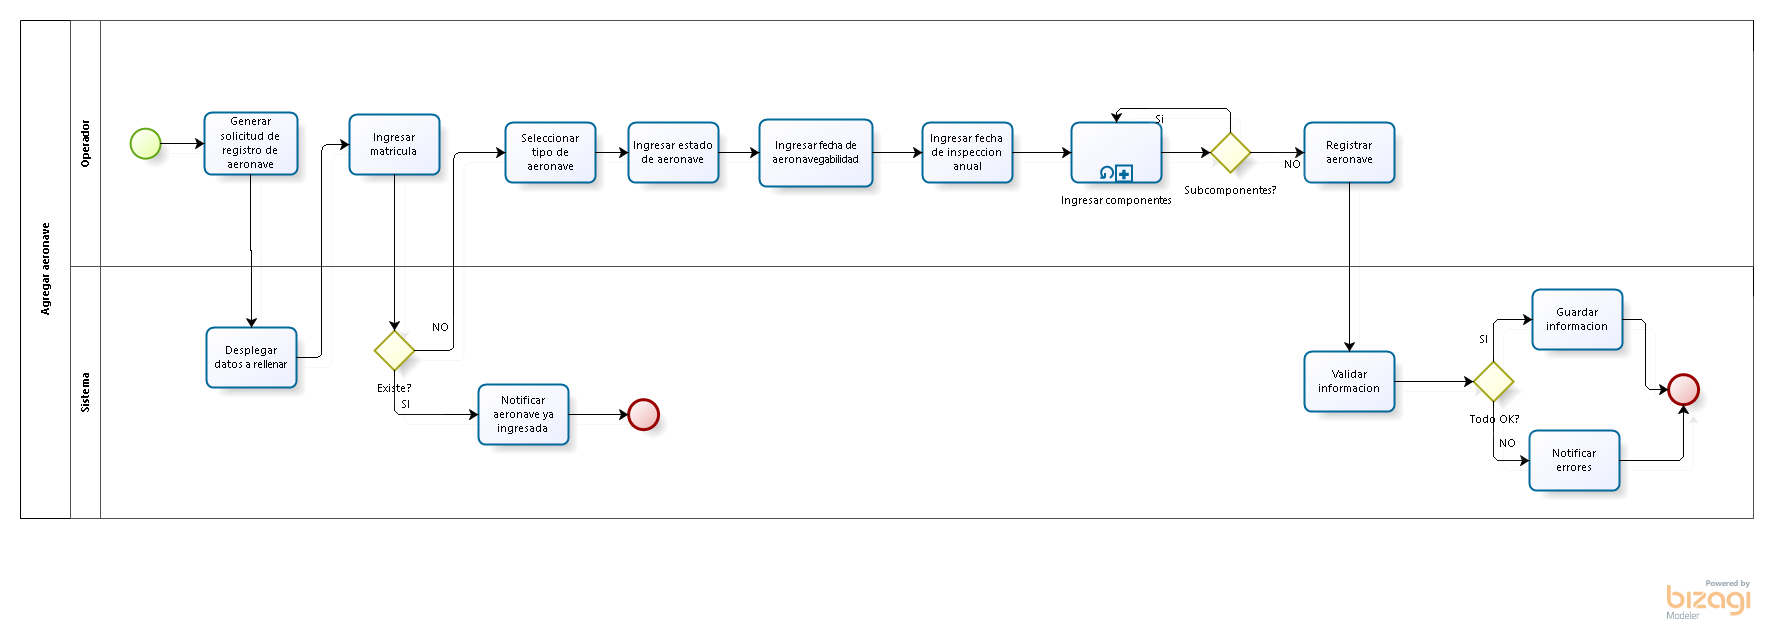 Agregar aeronave
Operador
Generar
solicitud de
registro de
aeronave
Ingresar
matricula
Seleccionar
tipo de
aeronave
Ingresar estado
de aeronave
Ingresar fecha de
aeronavegabilidad
Ingresar fecha
de inspeccion
anual
Ingresar componentes
Si
Subcomponentes?
NO
Registrar
aeronave
Sistema
Desplegar
datos a rellenar
Existe?
NO
SI
Notificar
aeronave ya
ingresada
Validar
informacion
Todo OK?
SI
NO
Guardar
informacion
Notificar
errores
Powered by
bizagi
Modeler